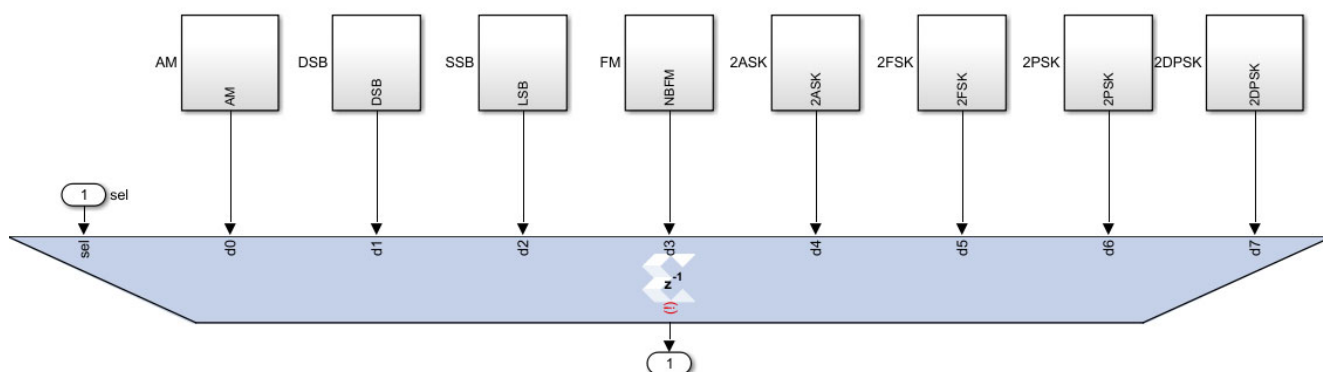 AM
DSB
SSB
FM
2ASK
2FSK
2PSK
2DPSK
AM
DSB
LSB
NBFM
2ASK
2FSK
2PSK
2DPSK
1
sel
sel
d0
d1
d2
d3
d4
d5
d6
d7
z⁻¹
(!)
1